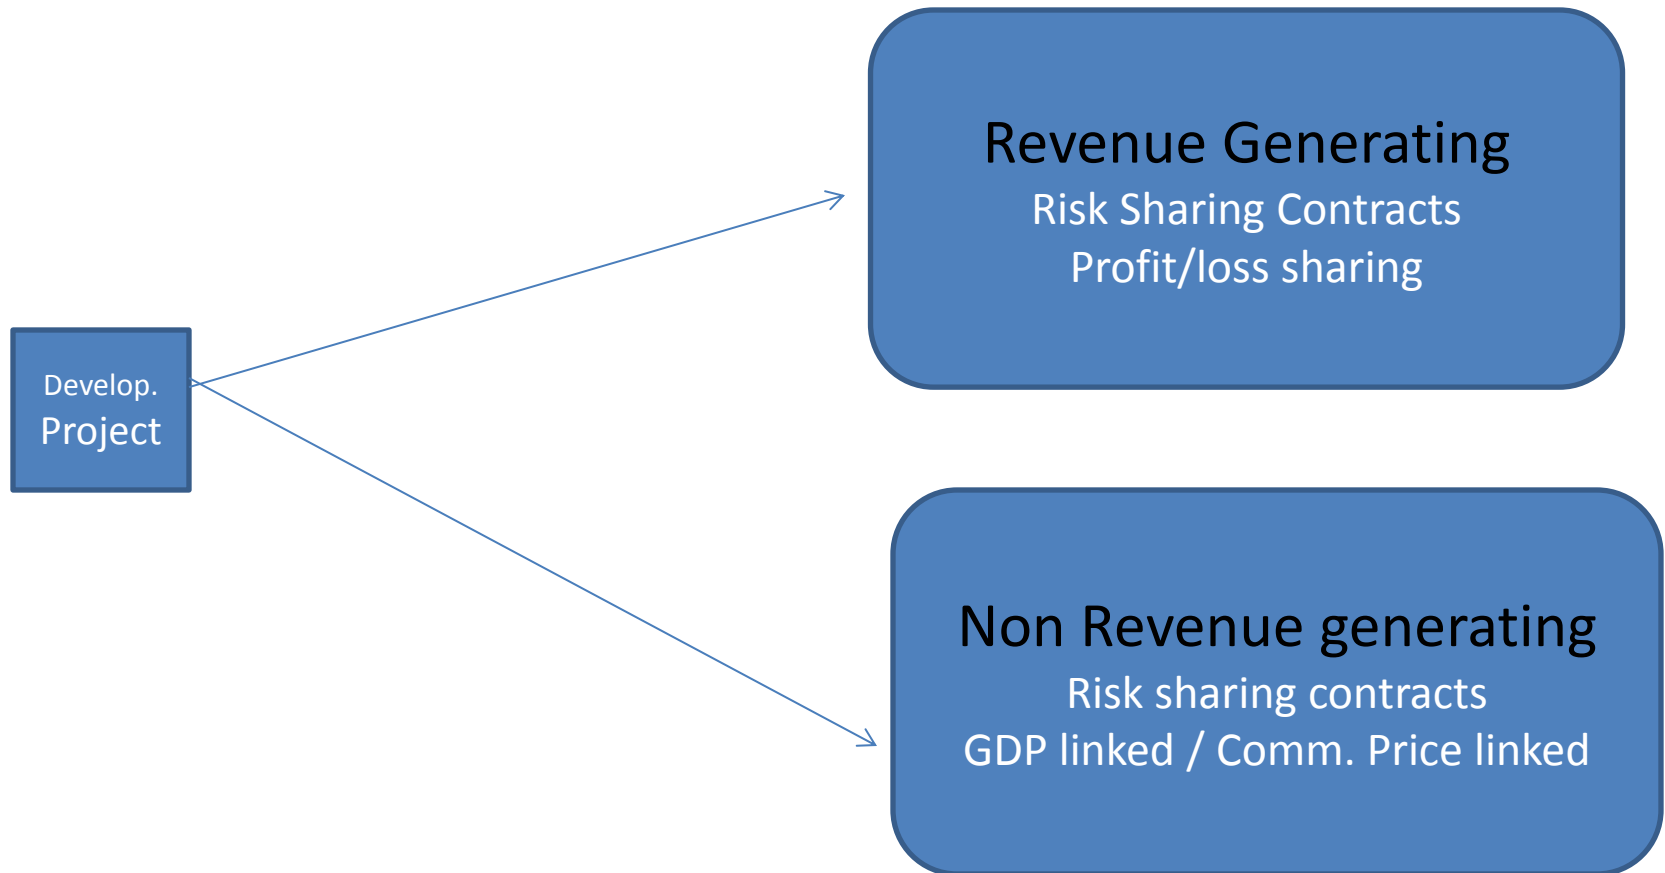 Revenue Generating
Risk Sharing Contracts
Profit/loss sharing
Develop.
Project
Non Revenue generating
Risk sharing contracts
GDP linked / Comm. Price linked